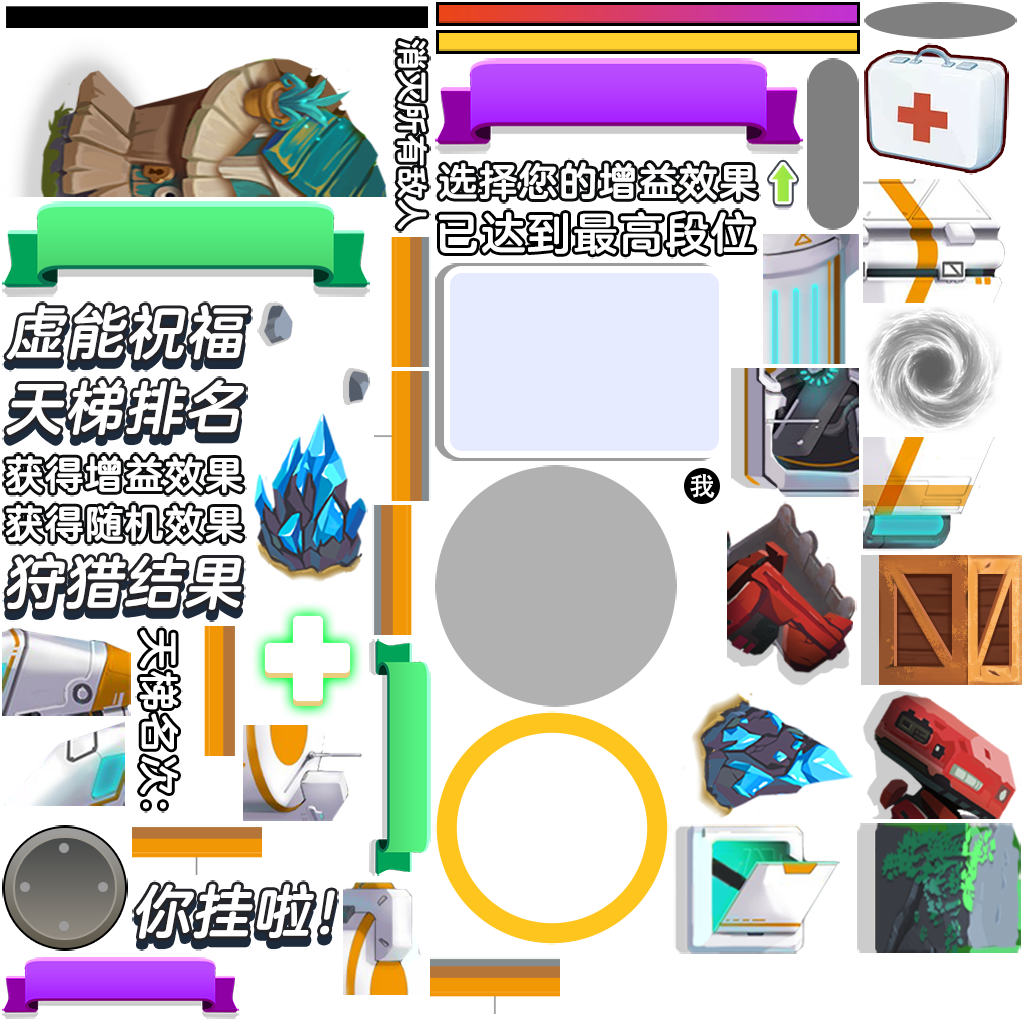 消灭所有敌人
选择您的增益效果
已达到最高段位
虚能祝福
天梯排名
获得增益效果
获得随机效果
狩猎结果
我
天梯名次：
你挂啦！